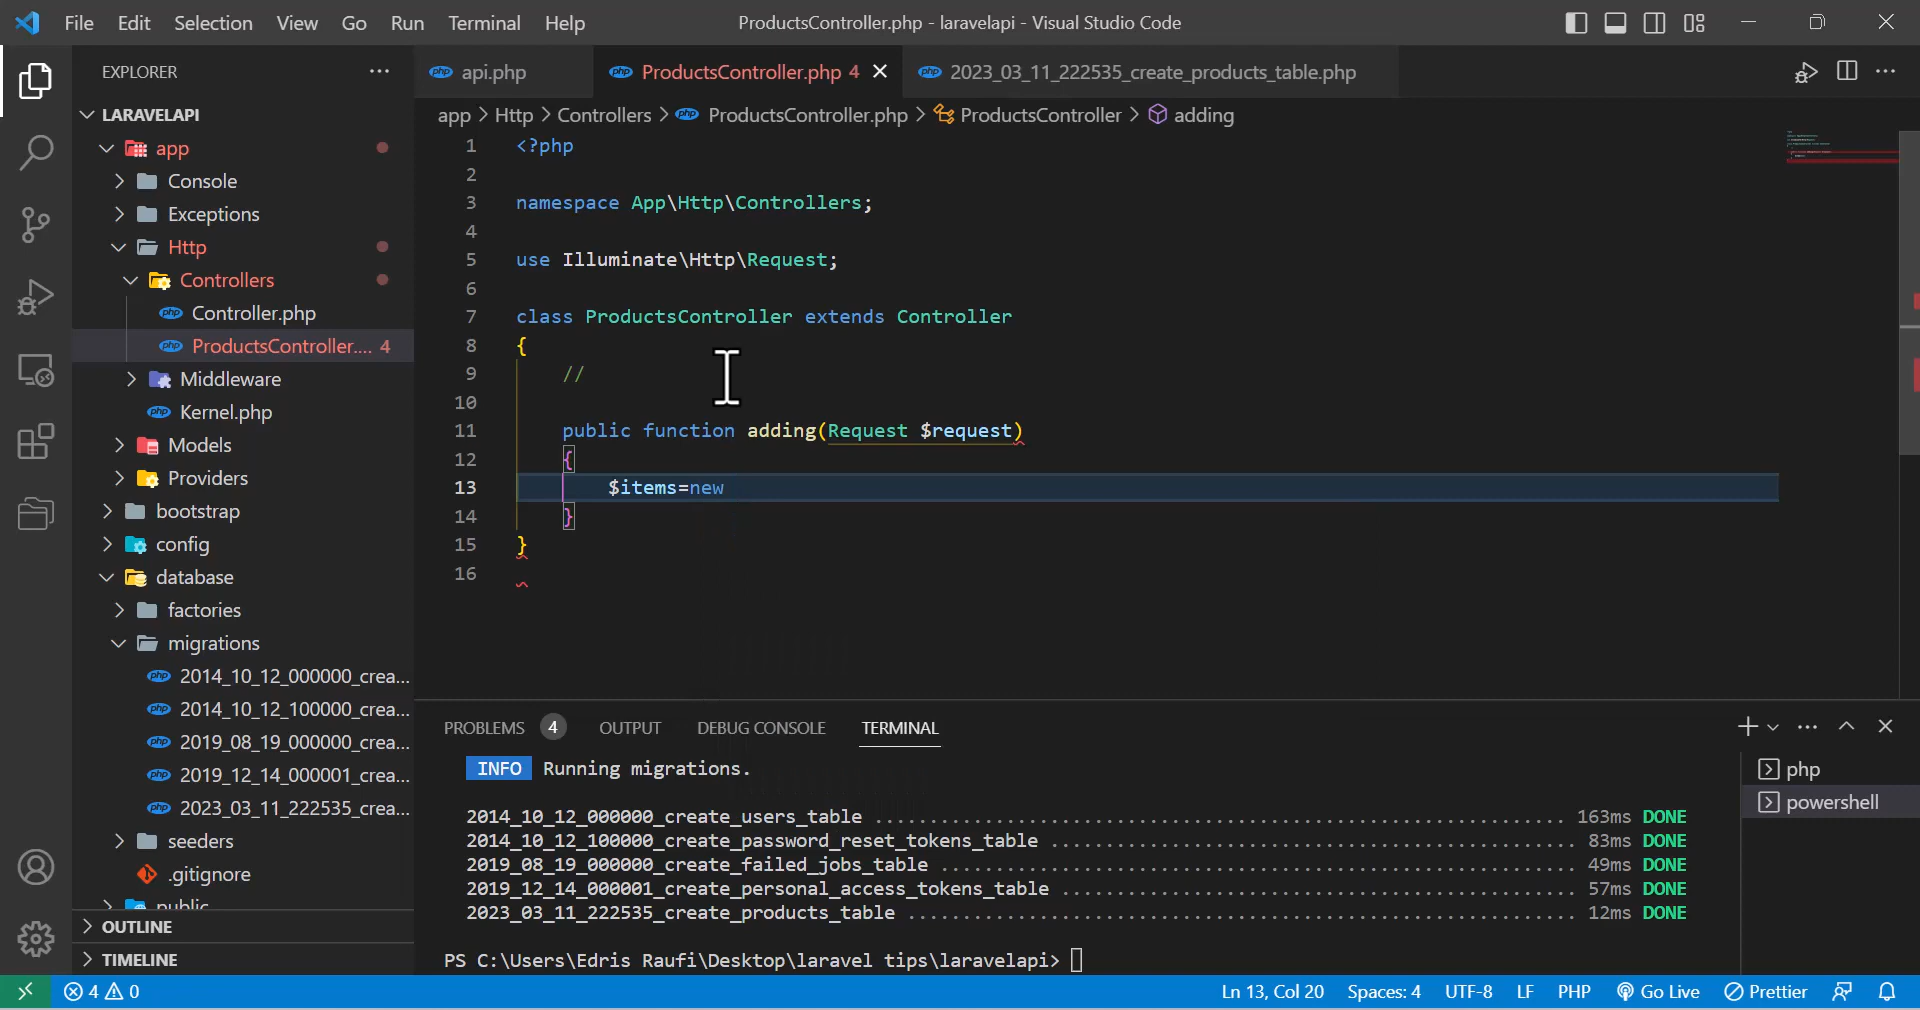 File Edit Selection View Go Run Terminal Help
ProductsController.php - laravelapi - Visual Studio Code
EXPLORER
LARAVELAPI
app
Console
Exceptions
Http
Controllers
Controller.php
ProductsController.... 4
Middleware
Kernel.php
Models
Providers
bootstrap
config
database
factories
migrations
2014_10_12_000000_crea...
2014_10_12_100000_crea...
2019_08_19_000000_crea...
2019_12_14_000001_crea...
2023_03_11_222535_crea...
seeders
.gitignore
public
OUTLINE
TIMELINE
php api.php
php ProductsController.php 4
php 2023_03_11_222535_create_products_table.php
app > Http > Controllers > php ProductsController.php > ProductsController > adding
1 <?php
2
3 namespace App\Http\Controllers;
4
5 use Illuminate\Http\Request;
6
7 class ProductsController extends Controller
8 {
9 //
10
11 public function adding(Request $request)
12 {
13 $items=new
14 }
15 }
16
PROBLEMS 4 OUTPUT DEBUG CONSOLE TERMINAL
INFO Running migrations.
2014_10_12_000000_create_users_table ............................................................ 163ms DONE
2014_10_12_100000_create_password_reset_tokens_table ............................................. 83ms DONE
2019_08_19_000000_create_failed_jobs_table ....................................................... 49ms DONE
2019_12_14_000001_create_personal_access_tokens_table ............................................ 57ms DONE
2023_03_11_222535_create_products_table .......................................................... 12ms DONE
PS C:\Users\Edris Raufi\Desktop\laravel tips\laravelapi>
php
powershell
4 0
Ln 13, Col 20 Spaces: 4 UTF-8 LF PHP Go Live Prettier